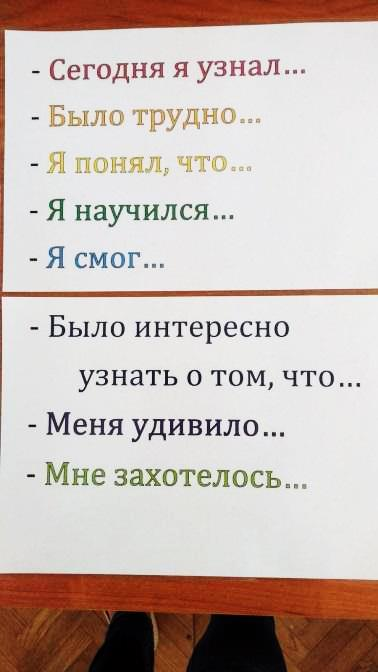 - Сегодня я узнал...
- Было трудно...
- Я понял, что...
- Я научился...
- Я смог...
- Было интересно
узнать о том, что...
- Меня удивило...
- Мне захотелось...